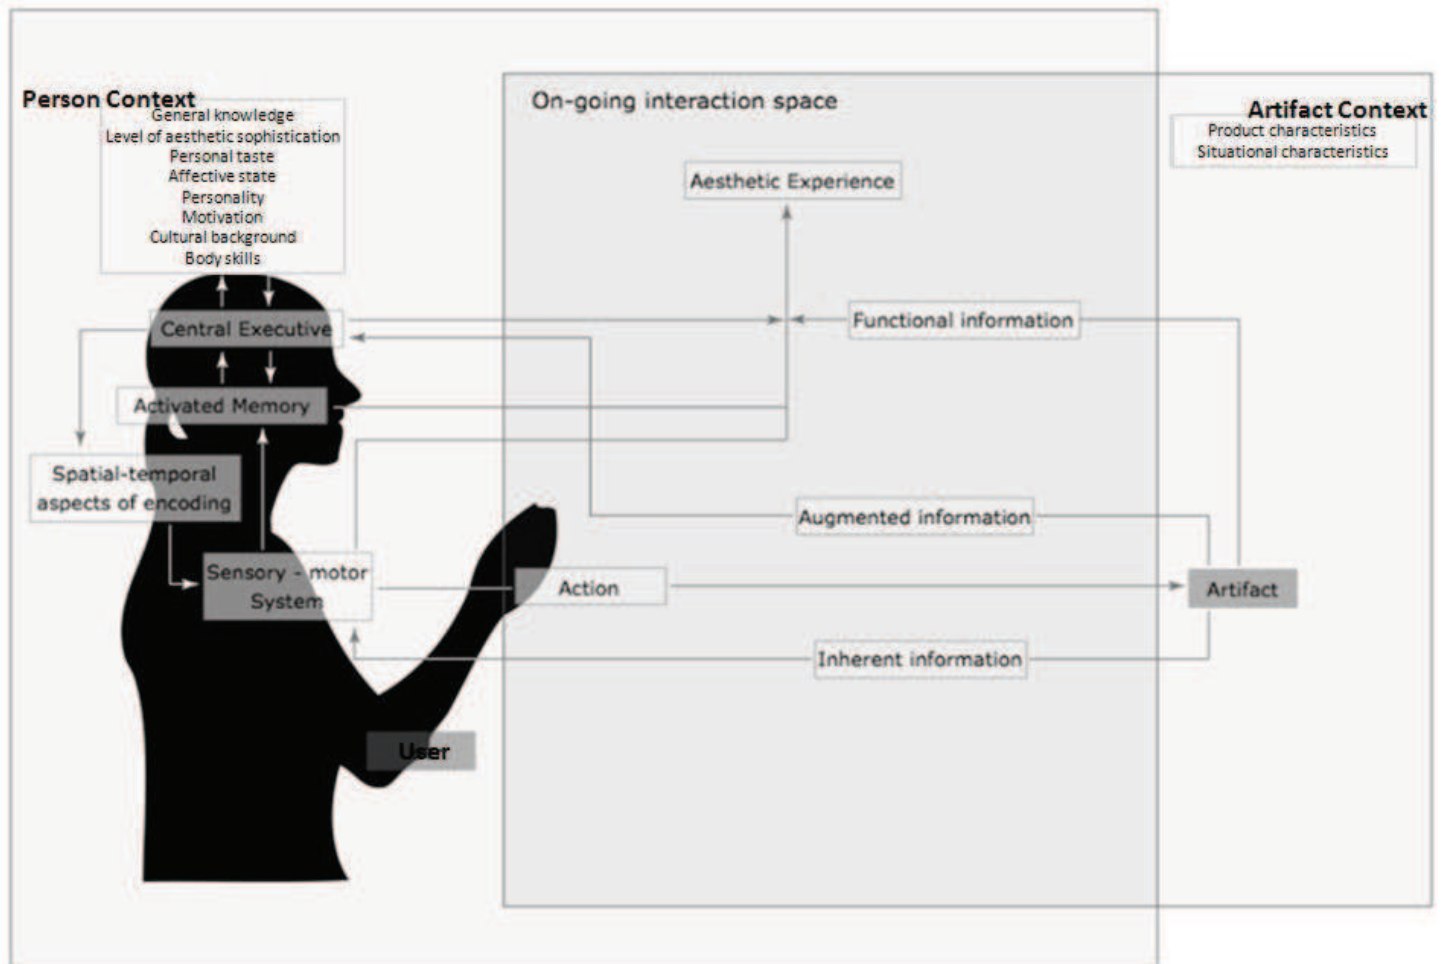 Person Context
General knowledge
Level of aesthetic sophistication
Personal taste
Affective state
Personality
Motivation
Cultural background
Body skills
On-going interaction space
Artifact Context
Product characteristics
Situational characteristics
Aesthetic Experience
Central Executive
Functional information
Activated Memory
Spatial-temporal
aspects of encoding
Augmented information
Sensory - motor
System
Action
Artifact
Inherent information
User